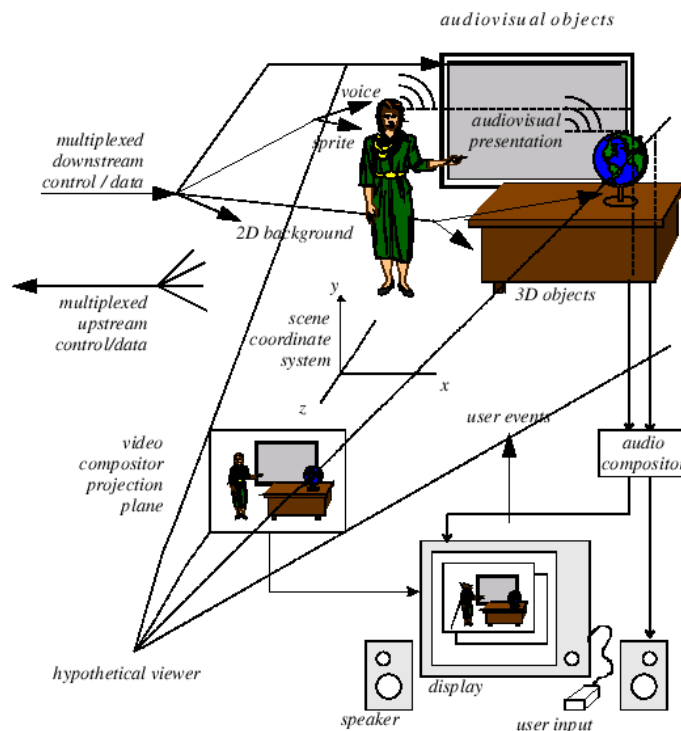 audiovisual objects
voice
sprite
audiovisual
presentation
multiplexed
downstream
control / data
2D background
3D objects
multiplexed
upstream
control/data
y
scene
coordinate
system
x
z
user events
video
compositor
projection
plane
audio
compositor
hypothetical viewer
display
speaker
user input